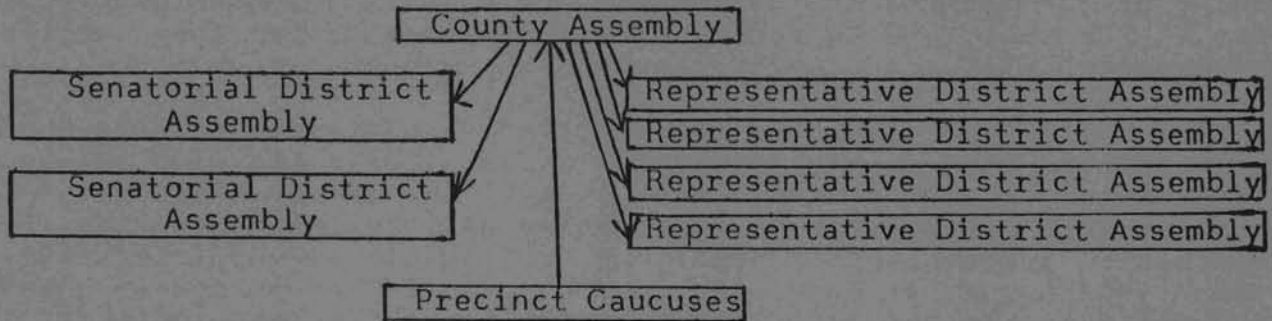 County Assembly
Senatorial District
Assembly
Senatorial District
Assembly
Representative District Assembly
Representative District Assembly
Representative District Assembly
Representative District Assembly
Precinct Caucuses